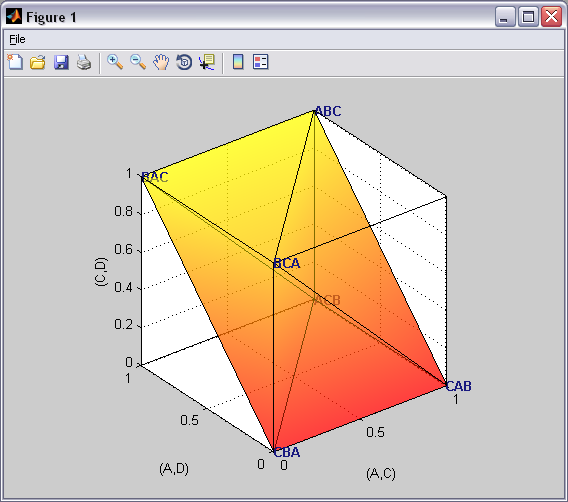 Figure 1
File
ABC
1
BAC
0.8
0.6
BCA
(C,D)
0.4
ACB
0.2
0
1
CAB
1
0.5
0.5
CBA
0
0
(A,D)
(A,C)